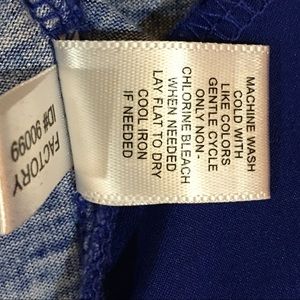 MACHINE WASH
COLD WITH
LIKE COLORS
GENTLE CYCLE
ONLY NON -
CHLORINE BLEACH
WHEN NEEDED
LAY FLAT TO DRY
COOL IRON
IF NEEDED
FACTORY
ID# 90099